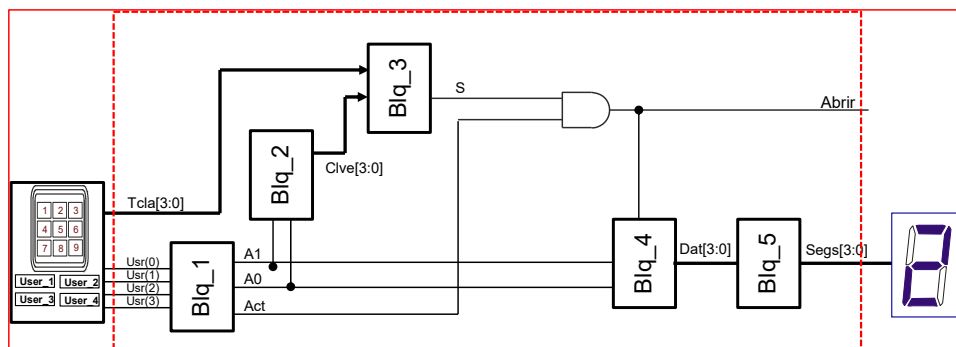 Blq_3
S
Abrir
Blq_2
Clve[3:0]
Tcla[3:0]
1 2 3
4 5 6
7 8 9
User_1 User_2
User_3 User_4
Usr(0)
Usr(1)
Usr(2)
Usr(3)
Blq_1
A1
A0
Act
Blq_4
Dat[3:0]
Blq_5
Segs[3:0]
2